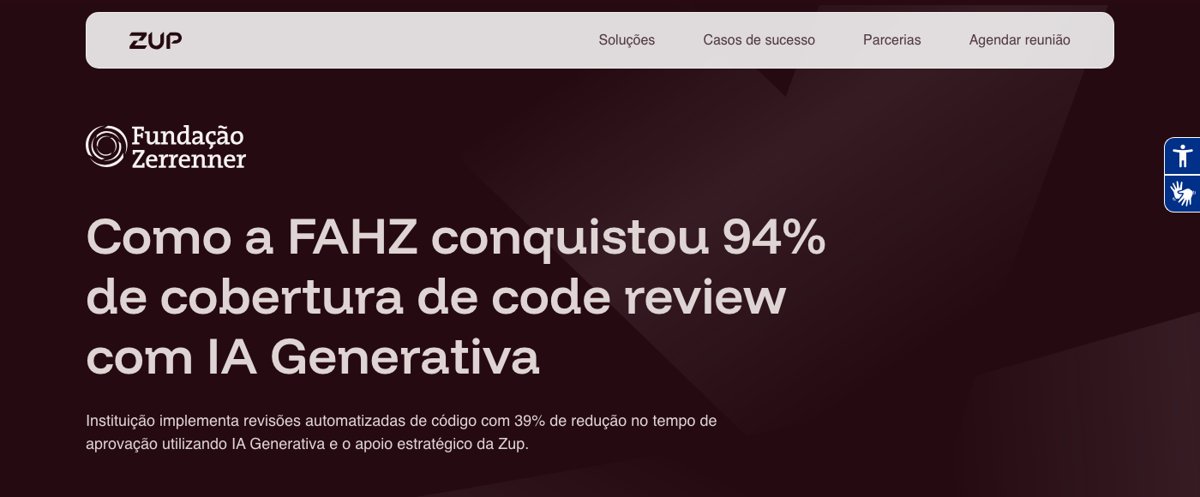 ZUP
Soluções
Casos de sucesso
Parcerias
Agendar reunião
Fundação
Zerrenner
Como a FAHZ conquistou 94%
de cobertura de code review
com IA Generativa
Instituição implementa revisões automatizadas de código com 39% de redução no tempo de
aprovação utilizando IA Generativa e o apoio estratégico da Zup.